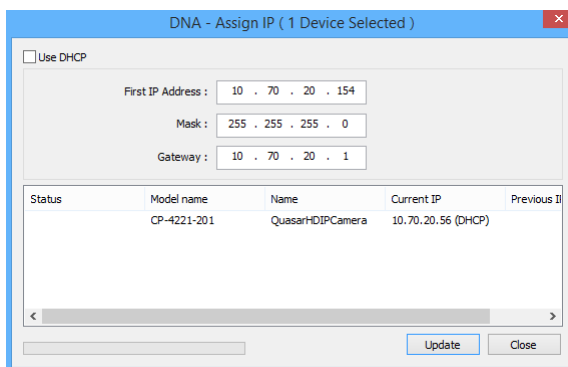 DNA - Assign IP ( 1 Device Selected )
Use DHCP
First IP Address : 10 . 70 . 20 . 154
Mask : 255 . 255 . 255 . 0
Gateway : 10 . 70 . 20 . 1
Status Model name Name Current IP Previous II
CP-4221-201 QuasarHDIPCamera 10.70.20.56 (DHCP)
Update Close